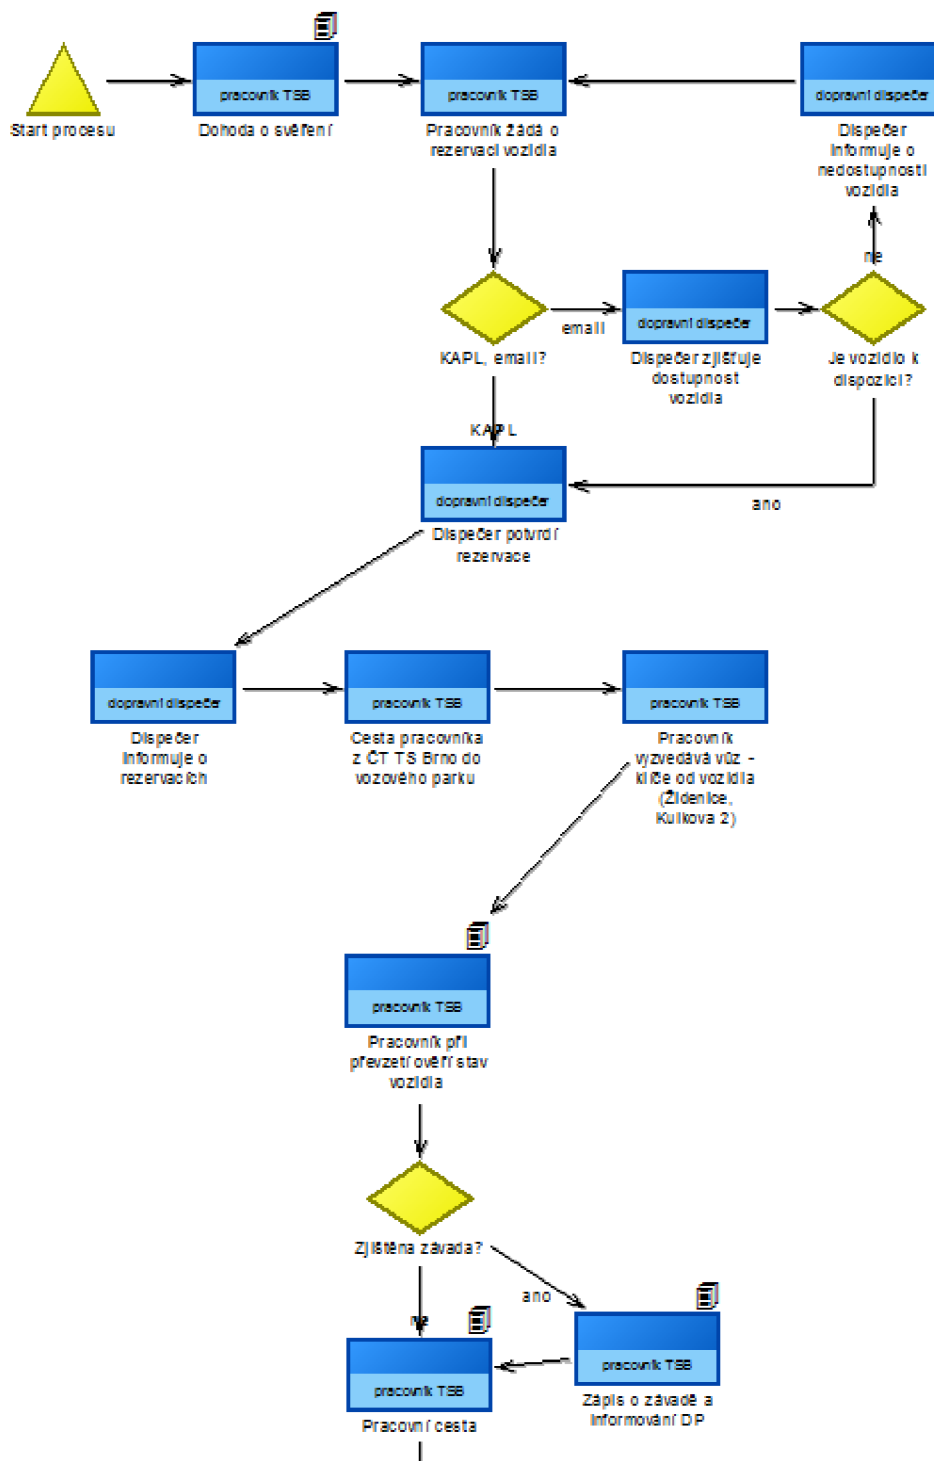 pracovník TSB
pracovník TSB
dopravní dispečer
Start procesu
Dohoda o svěření
Pracovník žádá o
rezervaci vozidla
Dispečer
informuje o
nedostupnosti
vozidla
ne
dopravní dispečer
email
KAPL, email?
Dispečer zjišťuje
dostupnost
vozidla
Je vozidlo k
dispozici?
KAPL
dopravní dispečer
ano
Dispečer potvrdí
rezervace
dopravní dispečer
pracovník TSB
pracovník TSB
Dispečer
informuje o
rezervacích
Cesta pracovníka
z ČT TS Brno do
vozového parku
Pracovník
vyzvedává vůz -
klíče od vozidla
(Židenice,
Kulkova 2)
pracovník TSB
Pracovník při
převzetí ověří stav
vozidla
Zjištěna závada?
ano
ne
pracovník TSB
pracovník TSB
Zápis o závadě a
informování DP
Pracovní cesta